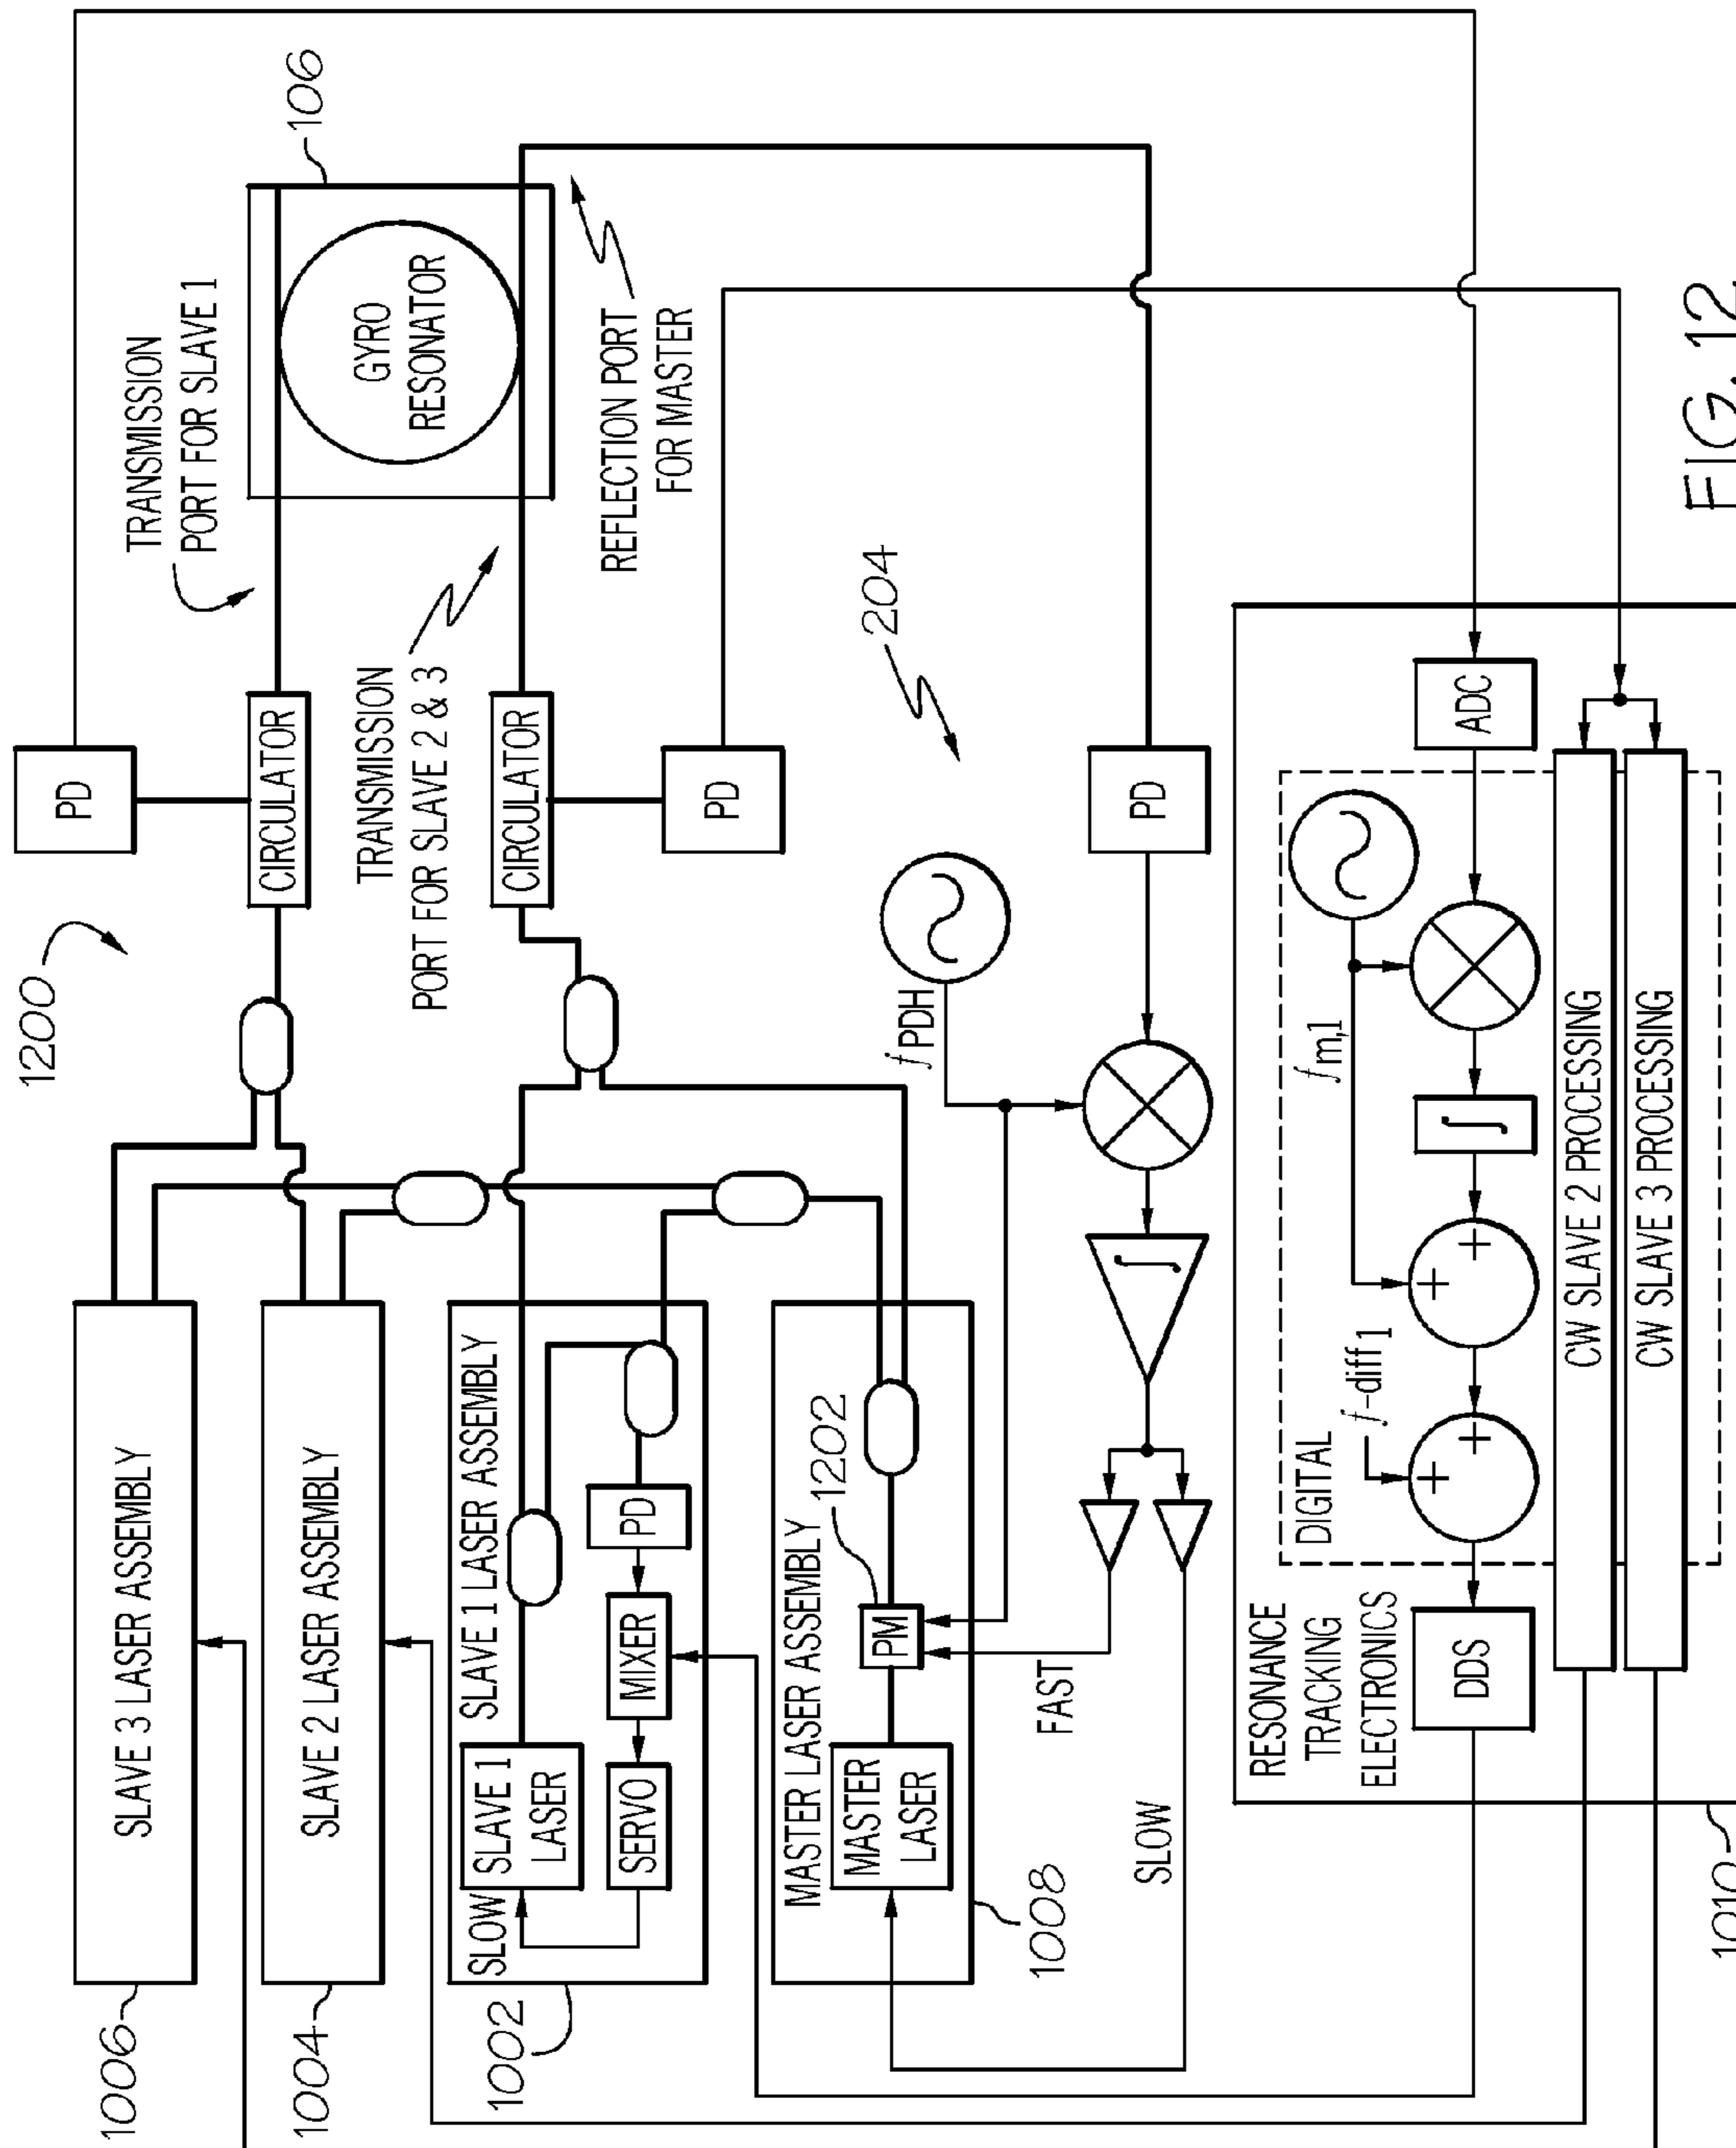 1200
PD
PD
CIRCULATOR
CIRCULATOR
TRANSMISSION
PORT FOR SLAVE 1
106
GYRO
RESONATOR
TRANSMISSION
PORT FOR SLAVE 2 & 3
REFLECTION PORT
FOR MASTER
1006
SLAVE 3 LASER ASSEMBLY
1004
SLAVE 2 LASER ASSEMBLY
1002
SLAVE 1 LASER ASSEMBLY
SLOW
SLAVE 1
LASER
SERVO
MIXER
PD
MASTER LASER ASSEMBLY
1202
MASTER
LASER
PM
1008
FAST
SLOW
∫
fPDH
204
PD
RESONANCE
TRACKING
ELECTRONICS
DIGITAL
DDS
f-diff1
+
+
+
+
∫
fm,1
ADC
CW SLAVE 2 PROCESSING
CW SLAVE 3 PROCESSING
1010
FIG. 12